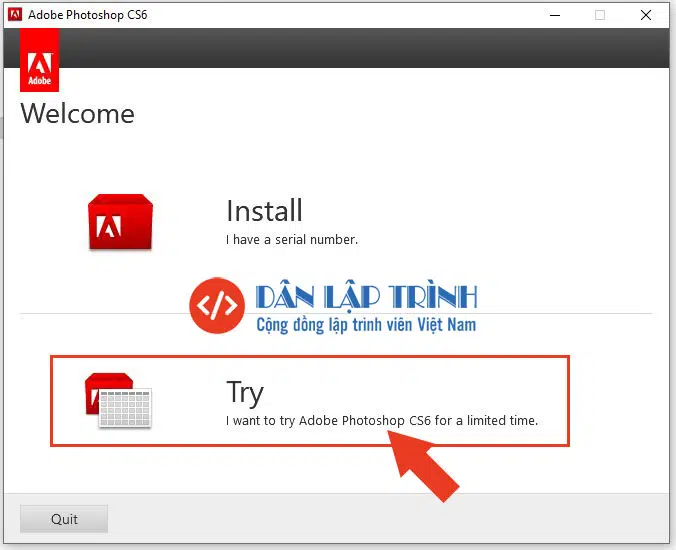 Adobe Photoshop CS6
Adobe
Welcome
Install
I have a serial number.
DÂN LẬP TRÌNH
Cộng đồng lập trình viên Việt Nam
Try
I want to try Adobe Photoshop CS6 for a limited time.
Quit